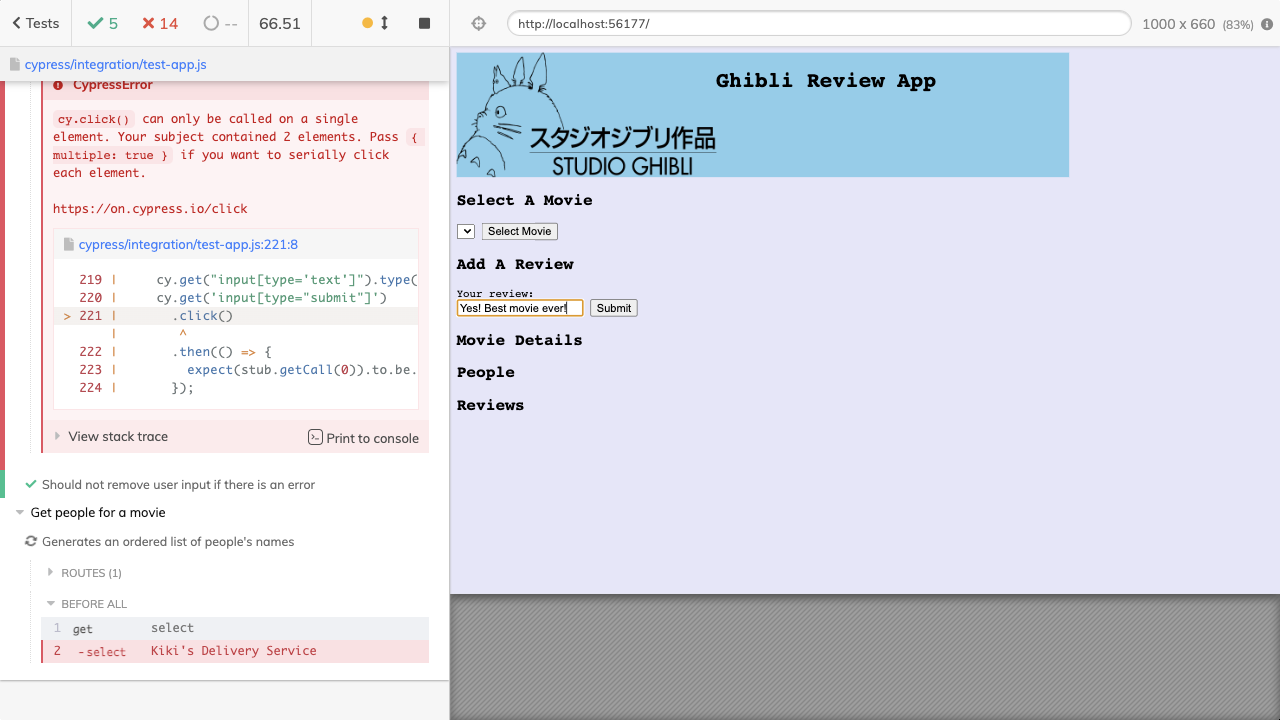 Tests
5
14
--
66.51
cypress/integration/test-app.js
CypressError
cy.click() can only be called on a single
element. Your subject contained 2 elements. Pass {
multiple: true } if you want to serially click
each element.
https://on.cypress.io/click
cypress/integration/test-app.js:221:8
219 | cy.get("input[type='text']").type(
220 | cy.get('input[type="submit"]')
> 221 | .click()
| ^
222 | .then(() => {
223 | expect(stub.getCall(0)).to.be.
224 | });
View stack trace
Print to console
Should not remove user input if there is an error
Get people for a movie
Generates an ordered list of people's names
ROUTES (1)
BEFORE ALL
1 get select
2 -select Kiki's Delivery Service
http://localhost:56177/
1000 x 660 (83%)
Ghibli Review App
スタジオジブリ作品
STUDIO GHIBLI
Select A Movie
Select Movie
Add A Review
Your review:
Yes! Best movie ever!
Submit
Movie Details
People
Reviews